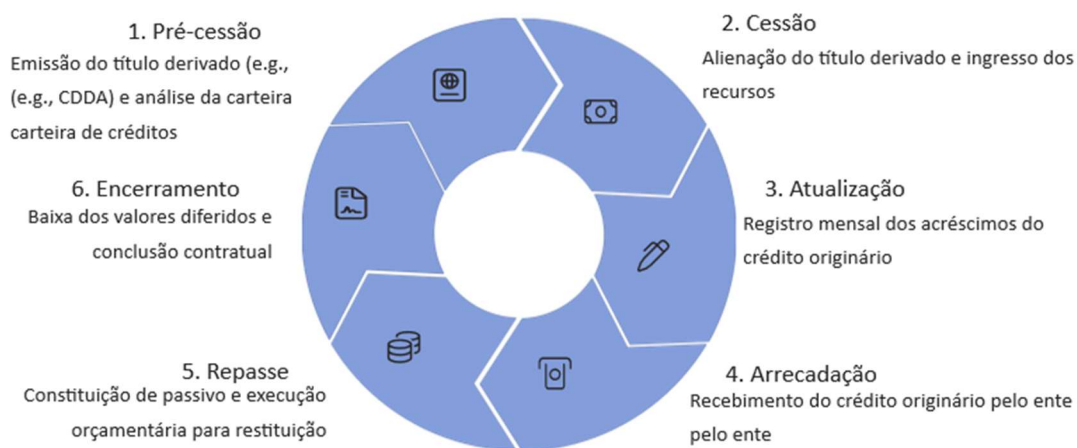 1. Pré-cessão
Emissão do título derivado (e.g.,
(e.g., CDDA) e análise da carteira
carteira de créditos
2. Cessão
Alienação do título derivado e ingresso dos
recursos
3. Atualização
Registro mensal dos acréscimos do
crédito originário
4. Arrecadação
Recebimento do crédito originário pelo ente
pelo ente
5. Repasse
Constituição de passivo e execução
orçamentária para restituição
6. Encerramento
Baixa dos valores diferidos e
conclusão contratual